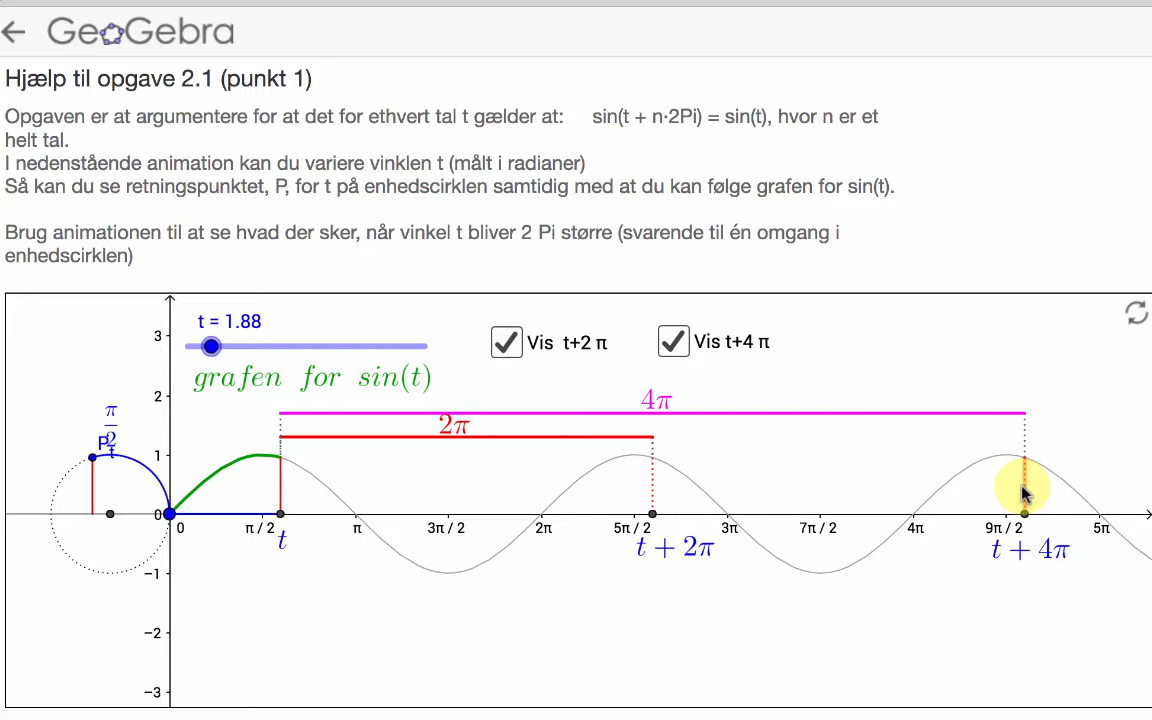 GeoGebra
Hjælp til opgave 2.1 (punkt 1)
Opgaven er at argumentere for at det for ethvert tal t gælder at: sin(t + n·2Pi) = sin(t), hvor n er et
helt tal.
I nedenstående animation kan du variere vinklen t (målt i radianer)
Så kan du se retningspunktet, P, for t på enhedscirklen samtidig med at du kan følge grafen for sin(t).
Brug animationen til at se hvad der sker, når vinkel t bliver 2 Pi større (svarende til én omgang i
enhedscirklen)
t = 1.88
Vis t+2 π
Vis t+4 π
grafen for sin(t)
3
2
1
0
−1
−2
−3
4π
2π
π
2
P
t
0
π / 2
π
3π / 2
2π
5π / 2
3π
7π / 2
4π
9π / 2
5π
t
t + 2π
t + 4π